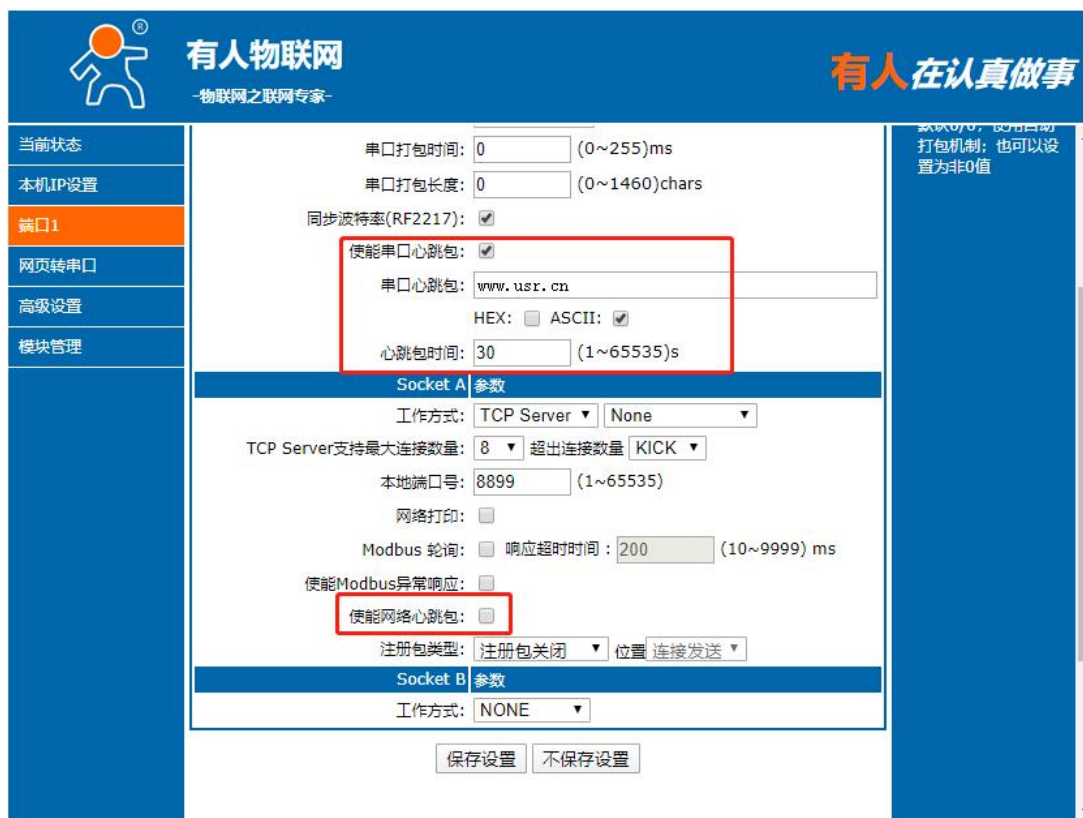 ®
有人物联网
-物联网之联网专家-
有人在认真做事
当前状态
本机IP设置
端口1
网页转串口
高级设置
模块管理
串口打包时间: 0 (0~255)ms
串口打包长度: 0 (0~1460)chars
同步波特率(RF2217):
使能串口心跳包:
串口心跳包: www.usr.cn
HEX: ASCII:
心跳包时间: 30 (1~65535)s
Socket A 参数
工作方式: TCP Server None
TCP Server支持最大连接数量: 8 超出连接数量 KICK
本地端口号: 8899 (1~65535)
网络打印:
Modbus 轮询: 响应超时时间: 200 (10~9999) ms
使能Modbus异常响应:
使能网络心跳包:
注册包类型: 注册包关闭 位置 连接发送
Socket B 参数
工作方式: NONE
保存设置 不保存设置
默认0/0; 使用自动
打包机制; 也可以设
置为非0值